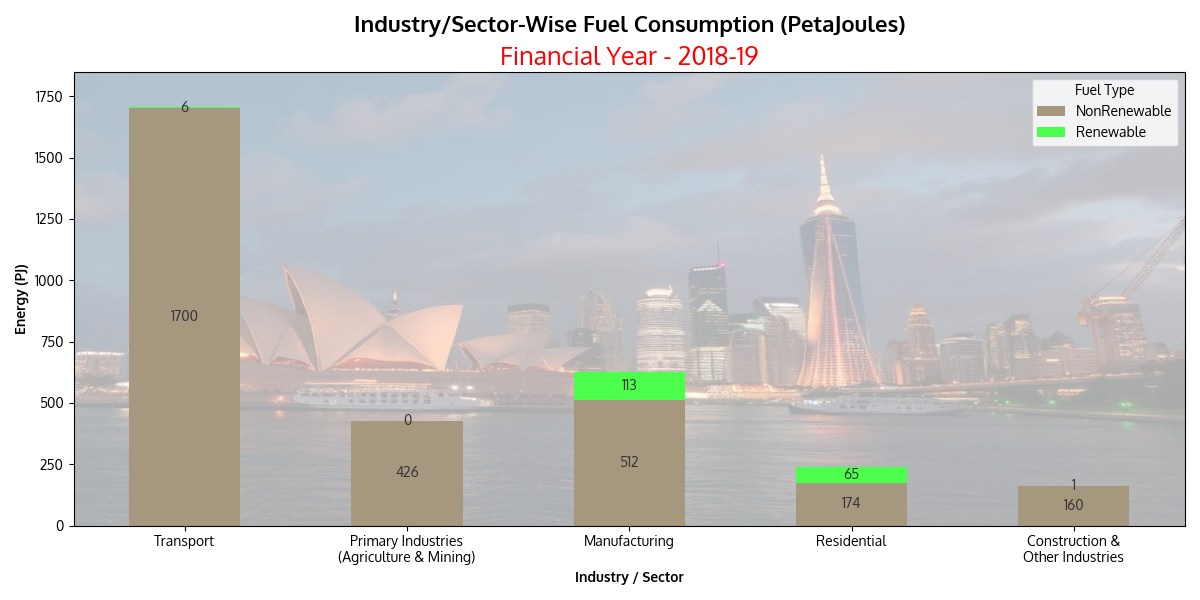 Industry/Sector-Wise Fuel Consumption (PetaJoules)
Financial Year - 2018-19
Fuel Type
NonRenewable
Renewable
Energy (PJ)
1750
1500
1250
1000
750
500
250
0
6
1700
0
426
113
512
65
174
1
160
Transport
Primary Industries
(Agriculture & Mining)
Manufacturing
Residential
Construction &
Other Industries
Industry / Sector